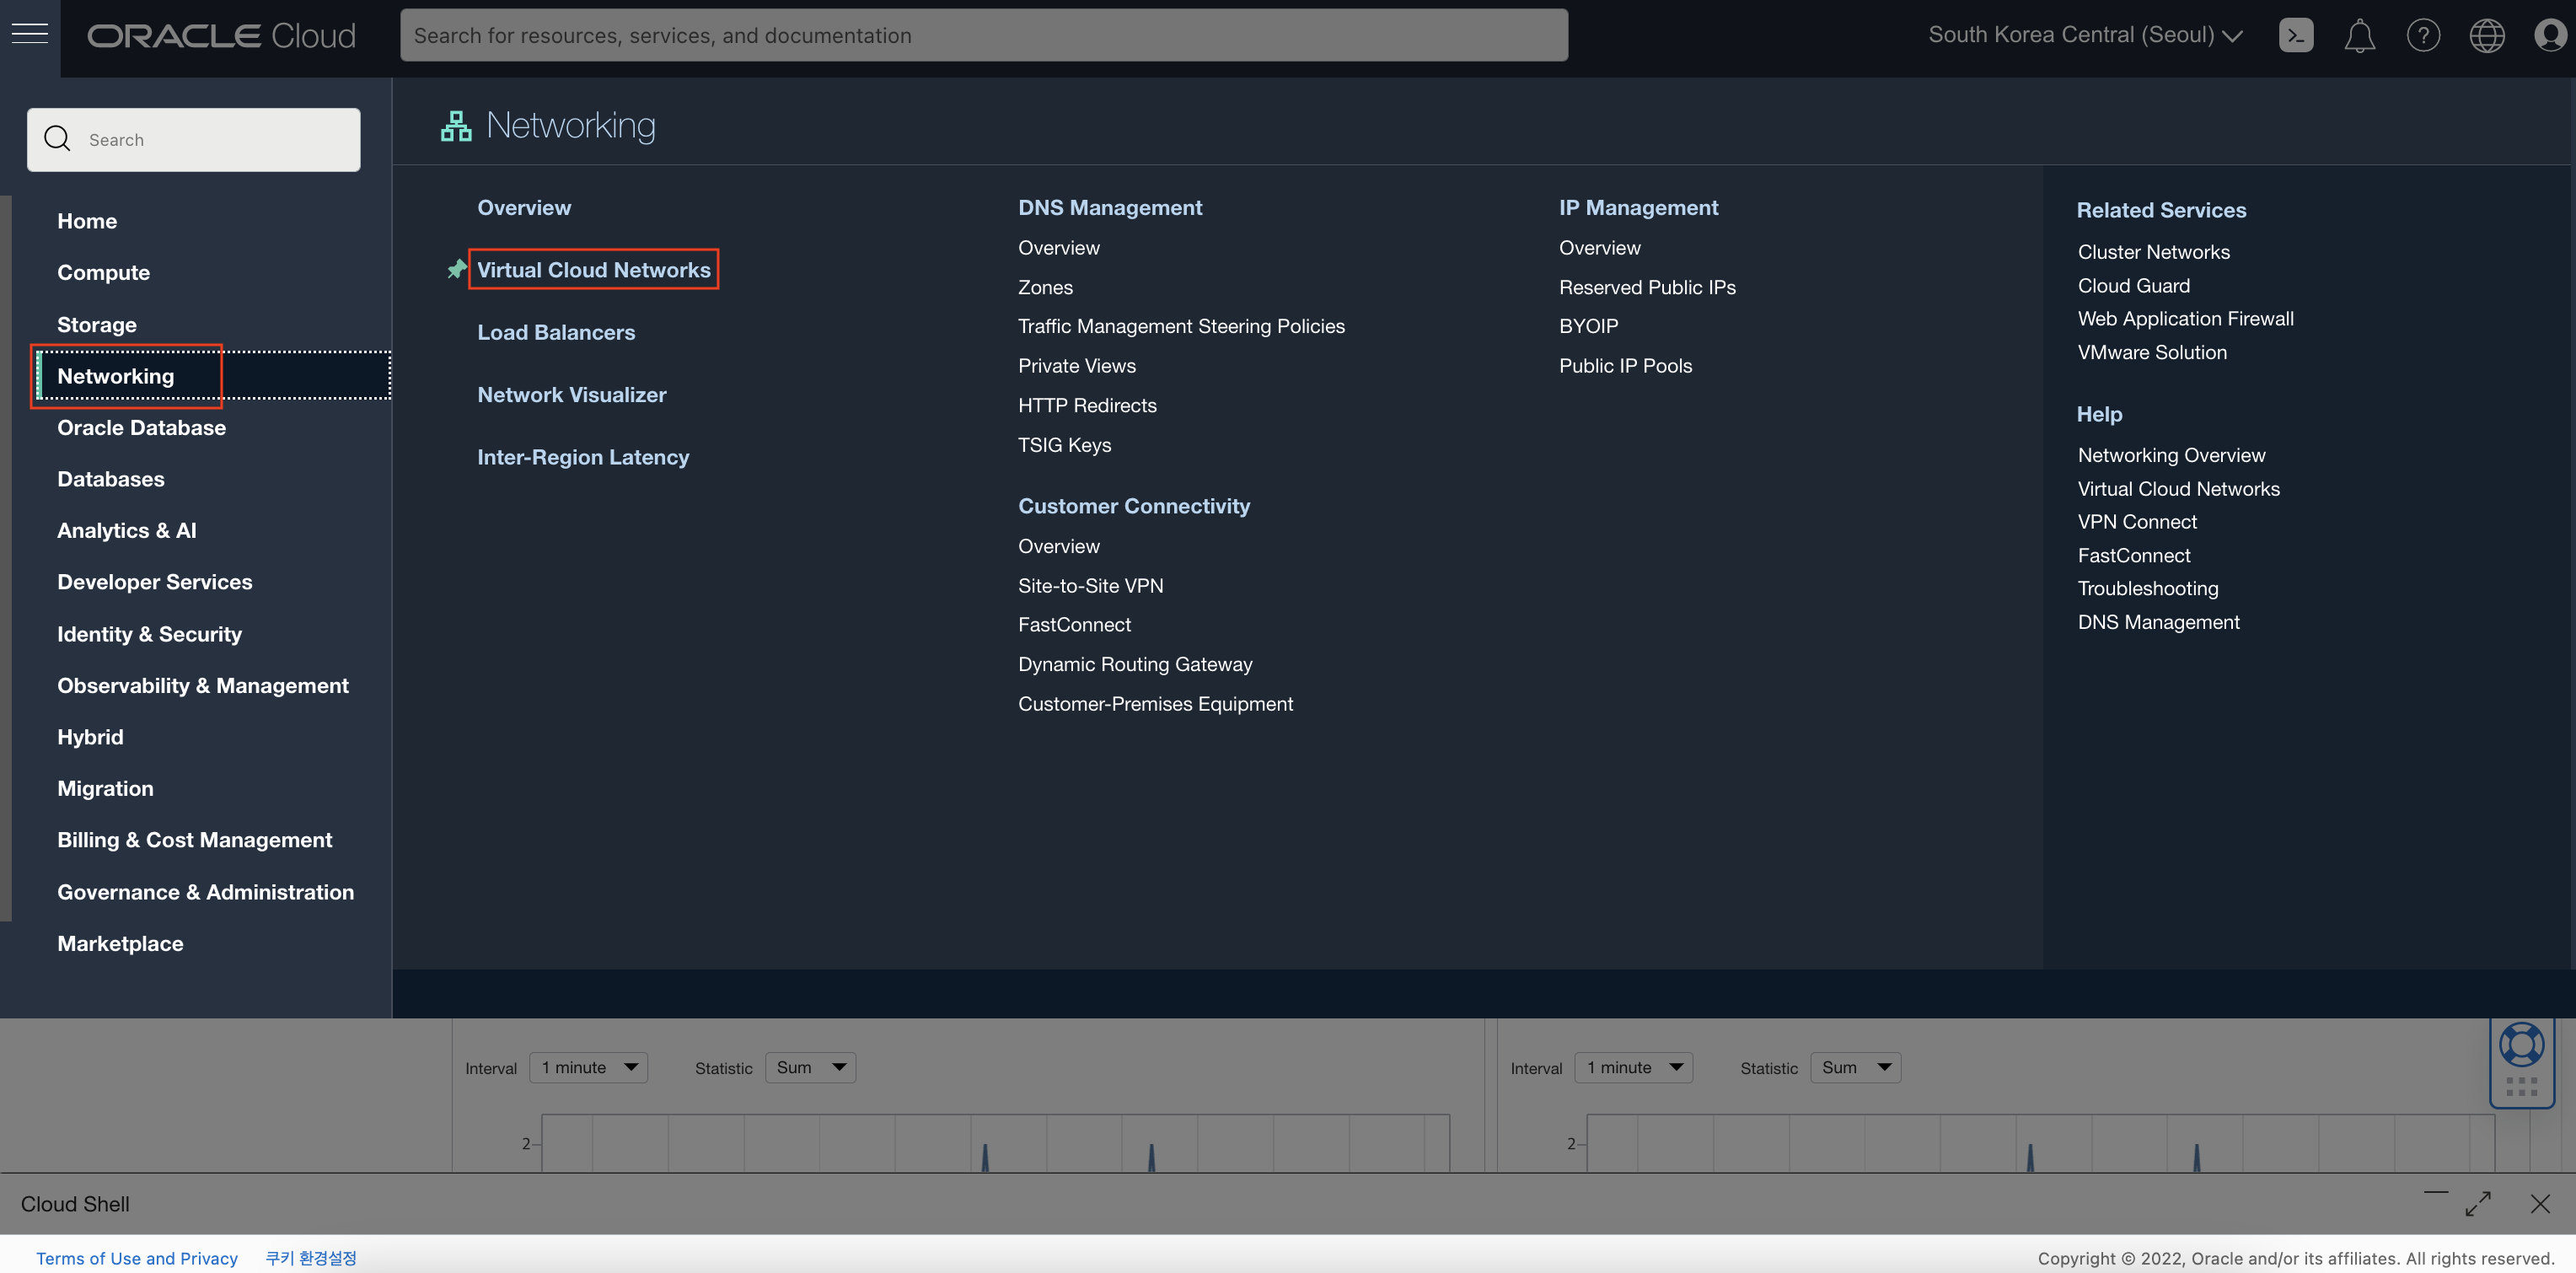 ORACLE Cloud
Search for resources, services, and documentation
South Korea Central (Seoul)
Search
Home
Compute
Storage
Networking
Oracle Database
Databases
Analytics & AI
Developer Services
Identity & Security
Observability & Management
Hybrid
Migration
Billing & Cost Management
Governance & Administration
Marketplace
Networking
Overview
Virtual Cloud Networks
Load Balancers
Network Visualizer
Inter-Region Latency
DNS Management
Overview
Zones
Traffic Management Steering Policies
Private Views
HTTP Redirects
TSIG Keys
Customer Connectivity
Overview
Site-to-Site VPN
FastConnect
Dynamic Routing Gateway
Customer-Premises Equipment
IP Management
Overview
Reserved Public IPs
BYOIP
Public IP Pools
Related Services
Cluster Networks
Cloud Guard
Web Application Firewall
VMware Solution
Help
Networking Overview
Virtual Cloud Networks
VPN Connect
FastConnect
Troubleshooting
DNS Management
Interval 1 minute Statistic Sum
2
Interval 1 minute Statistic Sum
2
Cloud Shell
Terms of Use and Privacy 쿠키 환경설정
Copyright © 2022, Oracle and/or its affiliates. All rights reserved.